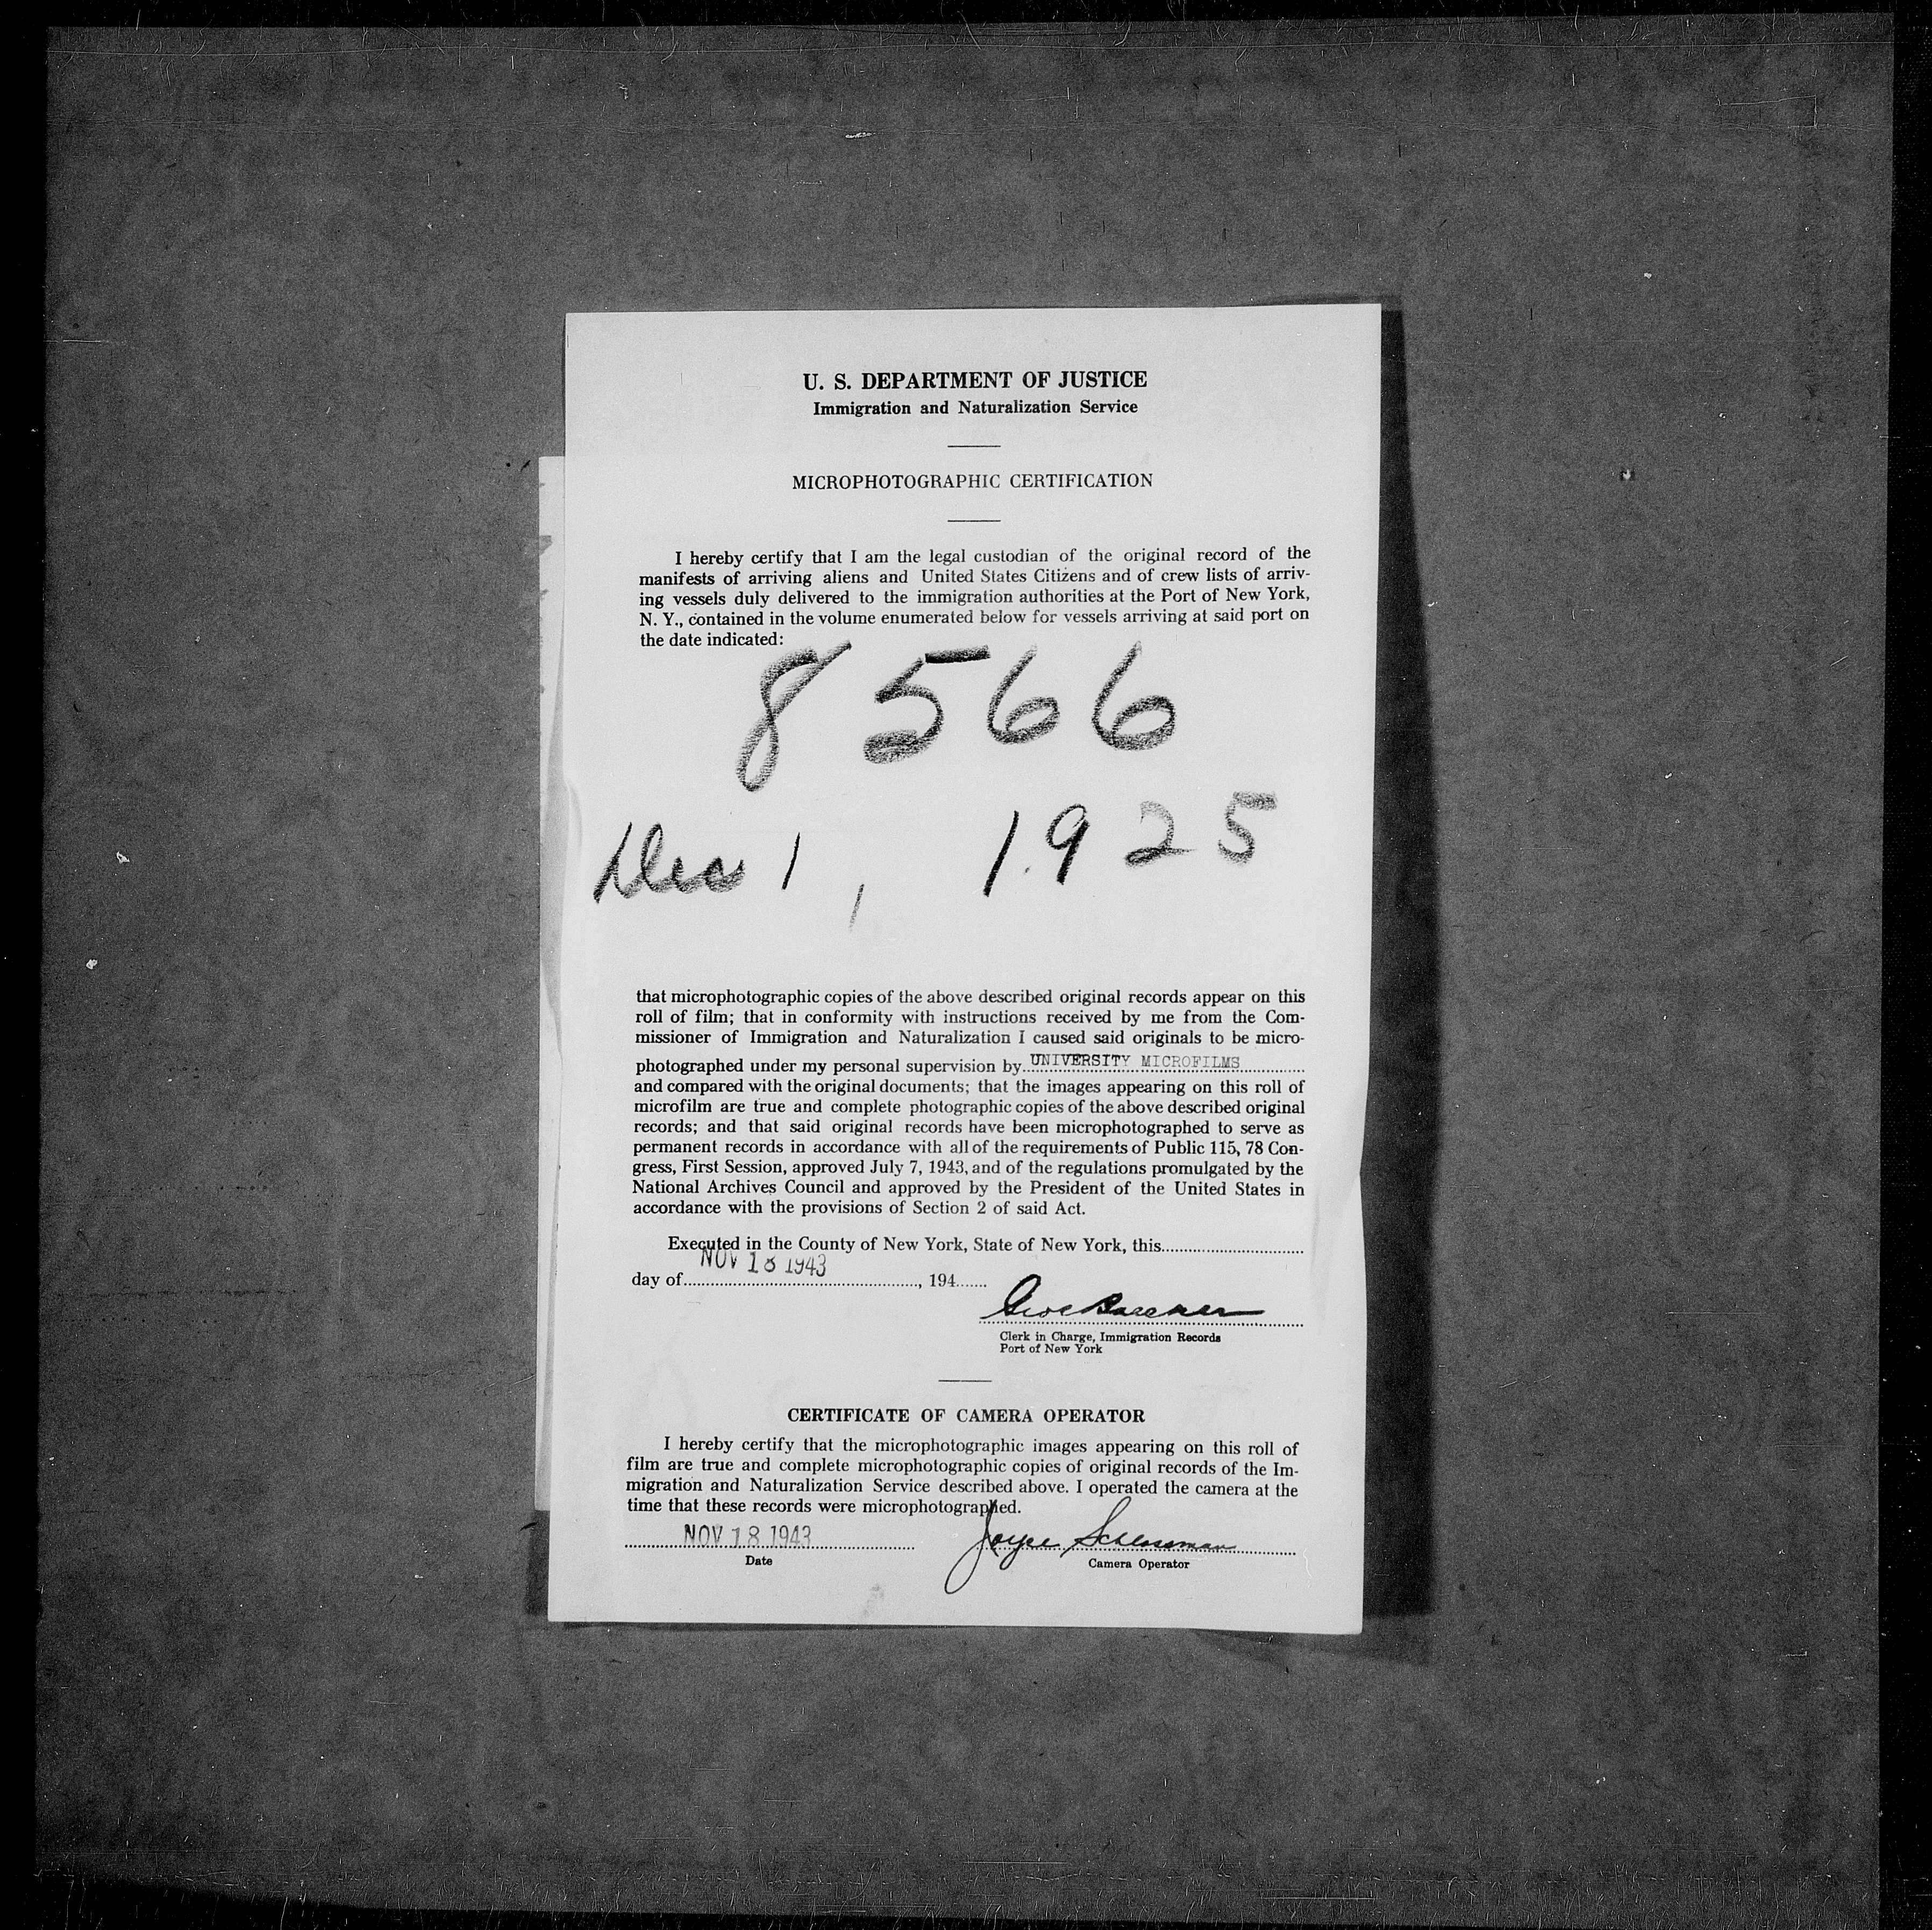 U. S. DEPARTMENT OF JUSTICE
Immigration and Naturalization Service
MICROPHOTOGRAPHIC CERTIFICATION
I hereby certify that I am the legal custodian of the original record of the
manifests of arriving aliens and United States Citizens and of crew lists of arriv-
ing vessels duly delivered to the immigration authorities at the Port of New York,
N. Y., contained in the volume enumerated below for vessels arriving at said port on
the date indicated:
8566
Dec 1, 1925
that microphotographic copies of the above described original records appear on this
roll of film; that in conformity with instructions received by me from the Com-
missioner of Immigration and Naturalization I caused said originals to be micro-
photographed under my personal supervision by UNIVERSITY MICROFILMS
and compared with the original documents; that the images appearing on this roll of
microfilm are true and complete photographic copies of the above described original
records; and that said original records have been microphotographed to serve as
permanent records in accordance with all of the requirements of Public 115, 78 Con-
gress, First Session, approved July 7, 1943, and of the regulations promulgated by the
National Archives Council and approved by the President of the United States in
accordance with the provisions of Section 2 of said Act.
Executed in the County of New York, State of New York, this
NOV 18 1943
day of , 194
Clerk in Charge, Immigration Records
Port of New York
CERTIFICATE OF CAMERA OPERATOR
I hereby certify that the microphotographic images appearing on this roll of
film are true and complete microphotographic copies of original records of the Im-
migration and Naturalization Service described above. I operated the camera at the
time that these records were microphotographed.
NOV 18 1943 Joyce Schlossman
Date Camera Operator